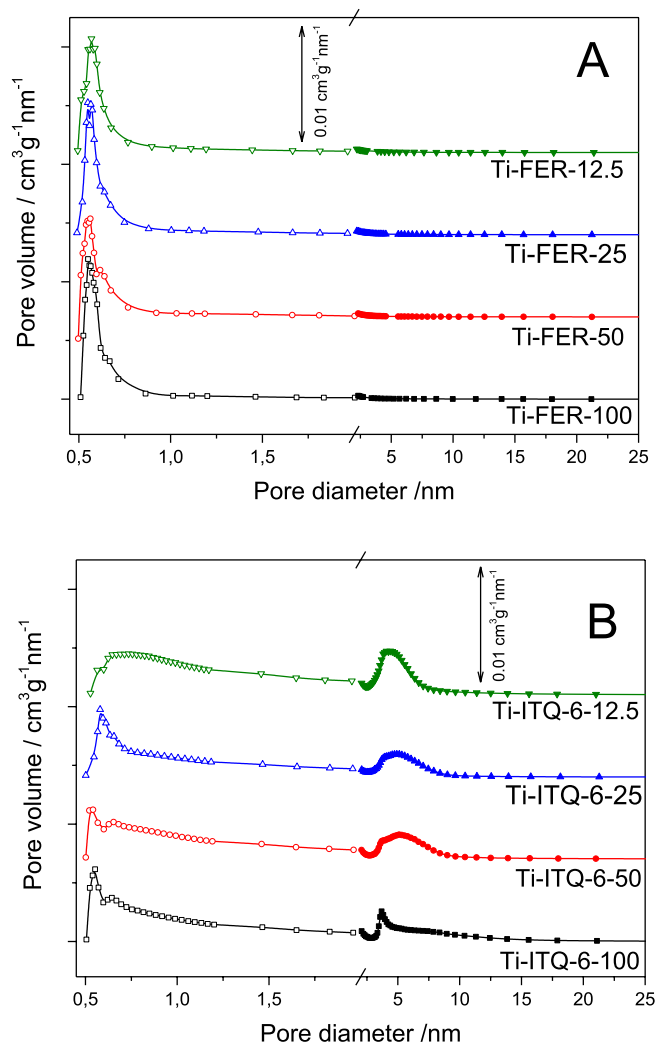 A
0.01 cm³g⁻¹nm⁻¹
Pore volume / cm³g⁻¹nm⁻¹
Ti-FER-12.5
Ti-FER-25
Ti-FER-50
Ti-FER-100
0,5 1,0 1,5 5 10 15 20 25
Pore diameter /nm
B
0.01 cm³g⁻¹nm⁻¹
Pore volume / cm³g⁻¹nm⁻¹
Ti-ITQ-6-12.5
Ti-ITQ-6-25
Ti-ITQ-6-50
Ti-ITQ-6-100
0,5 1,0 1,5 5 10 15 20 25
Pore diameter /nm